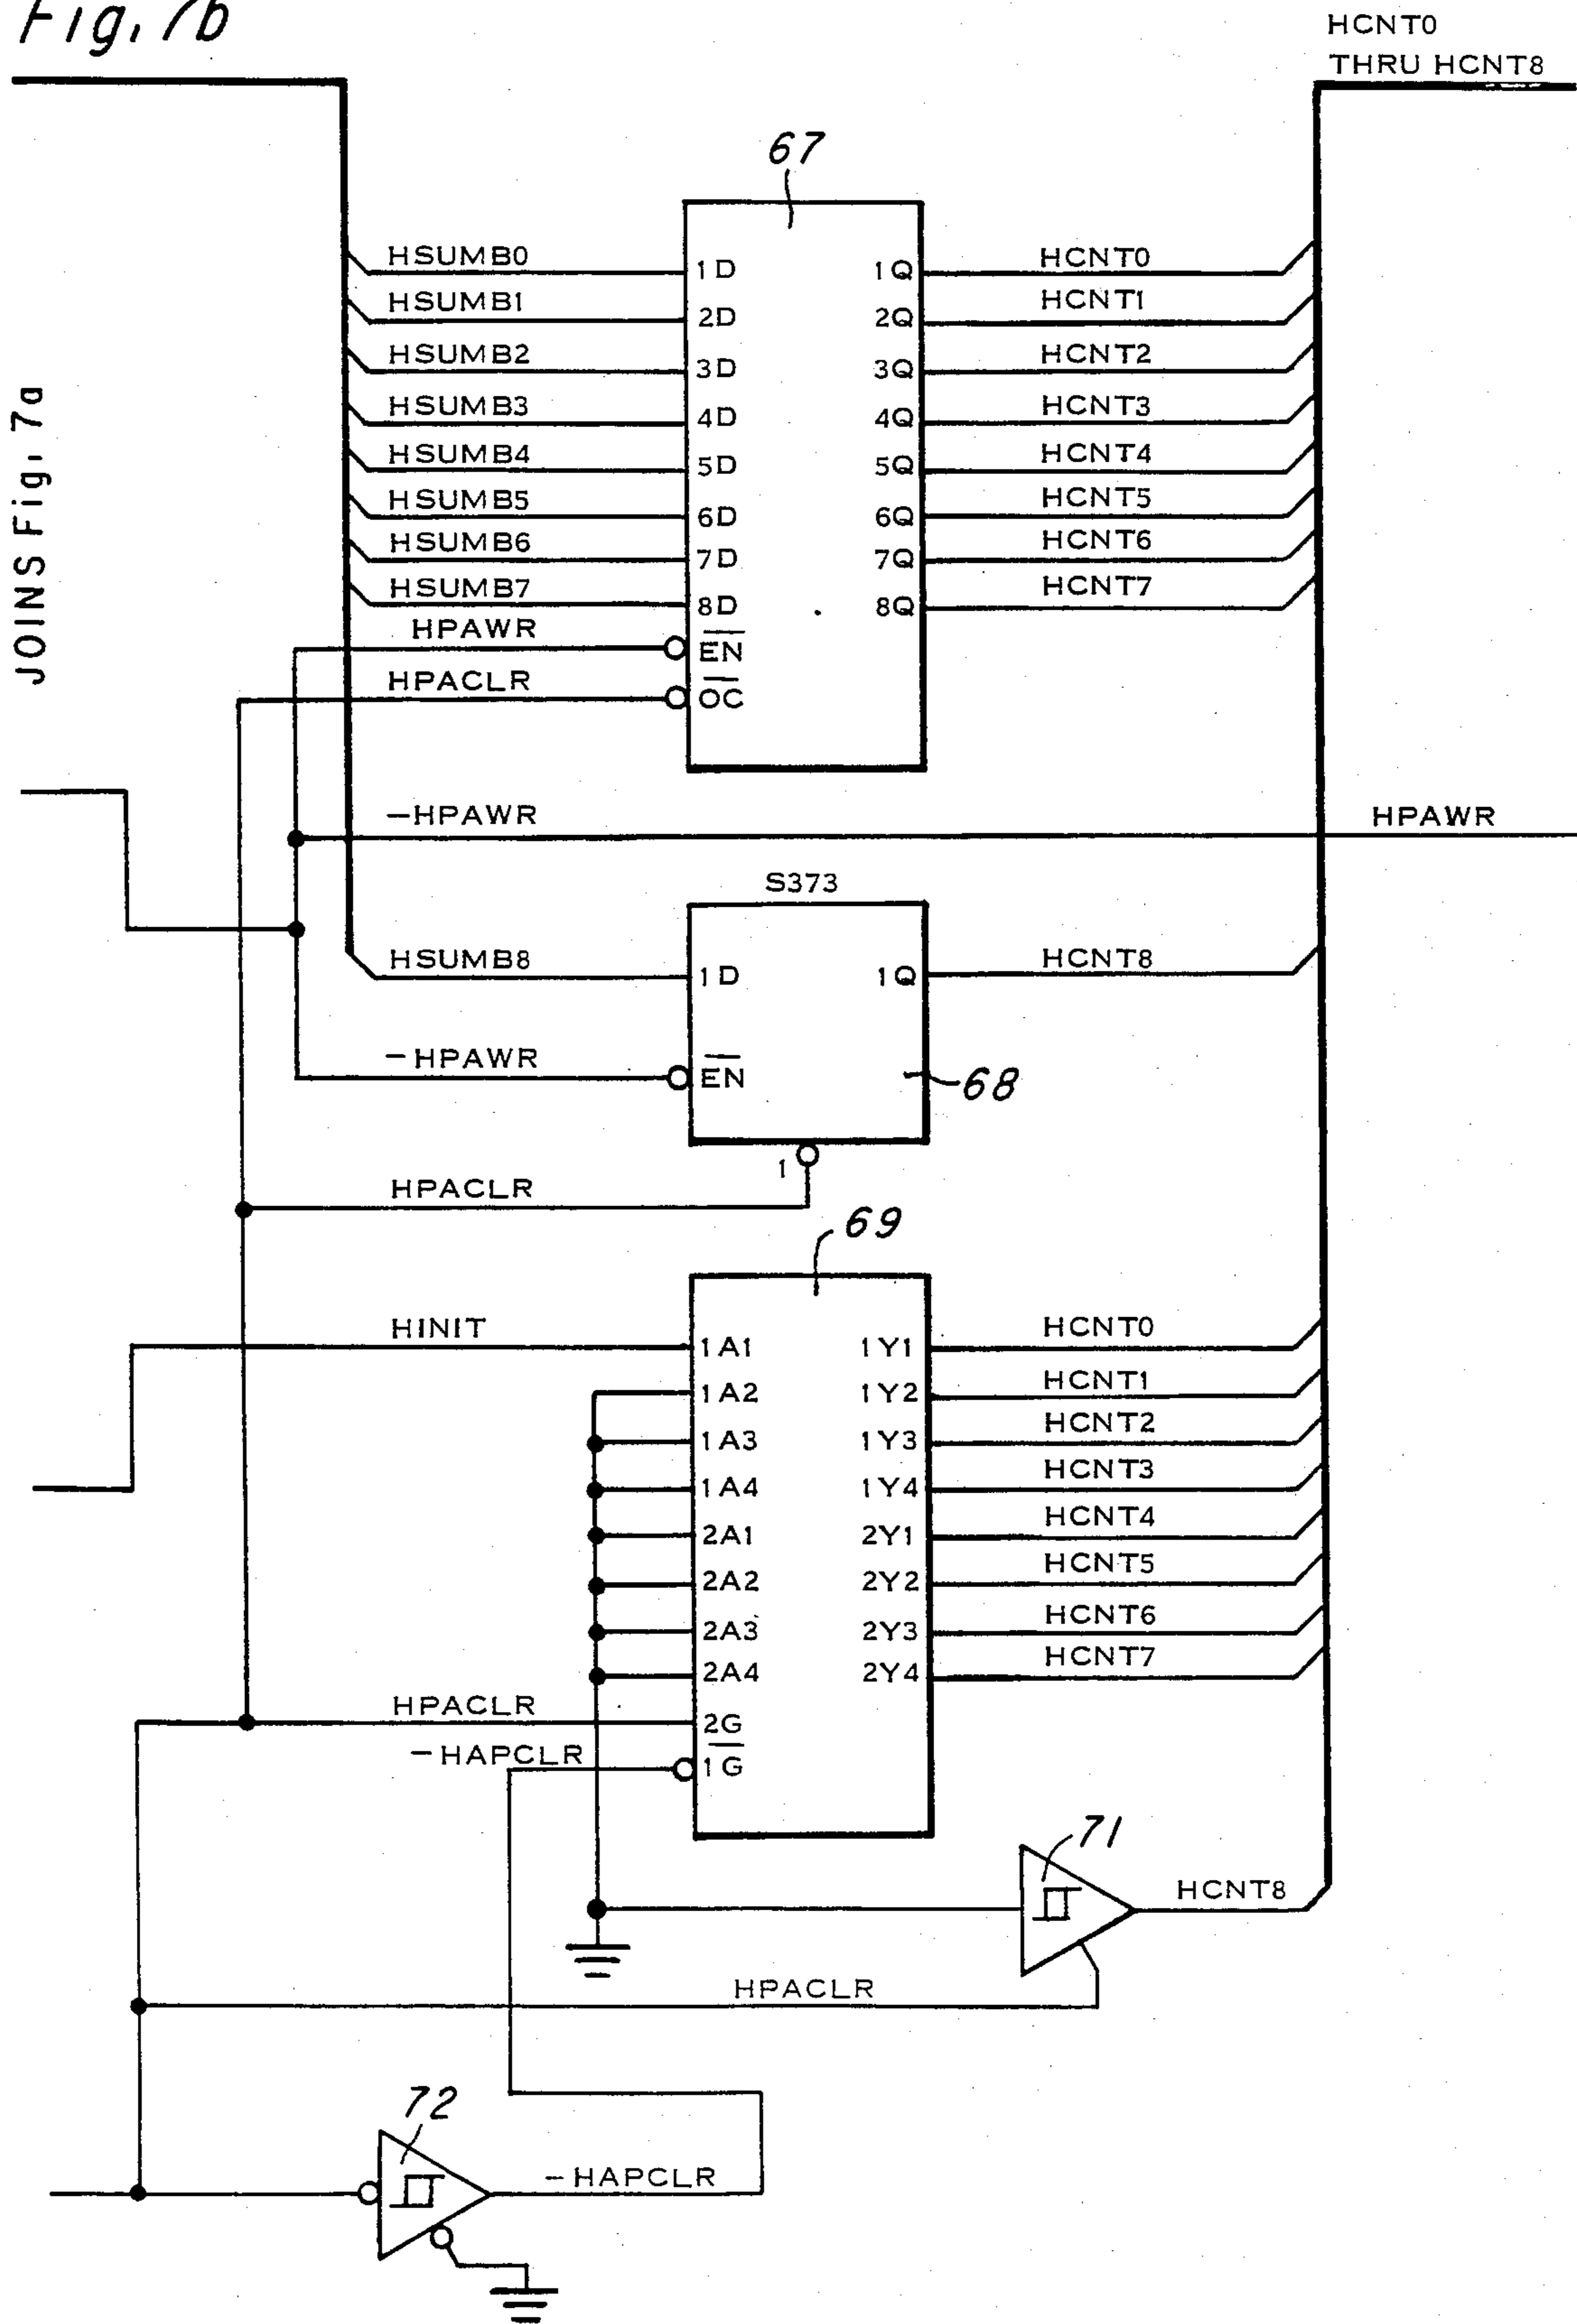 Fig. 7b
HCNT0
THRU HCNT8
JOINS Fig. 7a
67
HSUMB0 1D 1Q HCNT0
HSUMB1 2D 2Q HCNT1
HSUMB2 3D 3Q HCNT2
HSUMB3 4D 4Q HCNT3
HSUMB4 5D 5Q HCNT4
HSUMB5 6D 6Q HCNT5
HSUMB6 7D 7Q HCNT6
HSUMB7 8D 8Q HCNT7
HPAWR EN
HPACLR OC
-HPAWR HPAWR
S373
HSUMB8 1D 1Q HCNT8
-HPAWR EN 68
1
HPACLR
69
HINIT 1A1 1Y1 HCNT0
1A2 1Y2 HCNT1
1A3 1Y3 HCNT2
1A4 1Y4 HCNT3
2A1 2Y1 HCNT4
2A2 2Y2 HCNT5
2A3 2Y3 HCNT6
2A4 2Y4 HCNT7
HPACLR 2G
-HAPCLR 1G
71
HCNT8
HPACLR
72
-HAPCLR